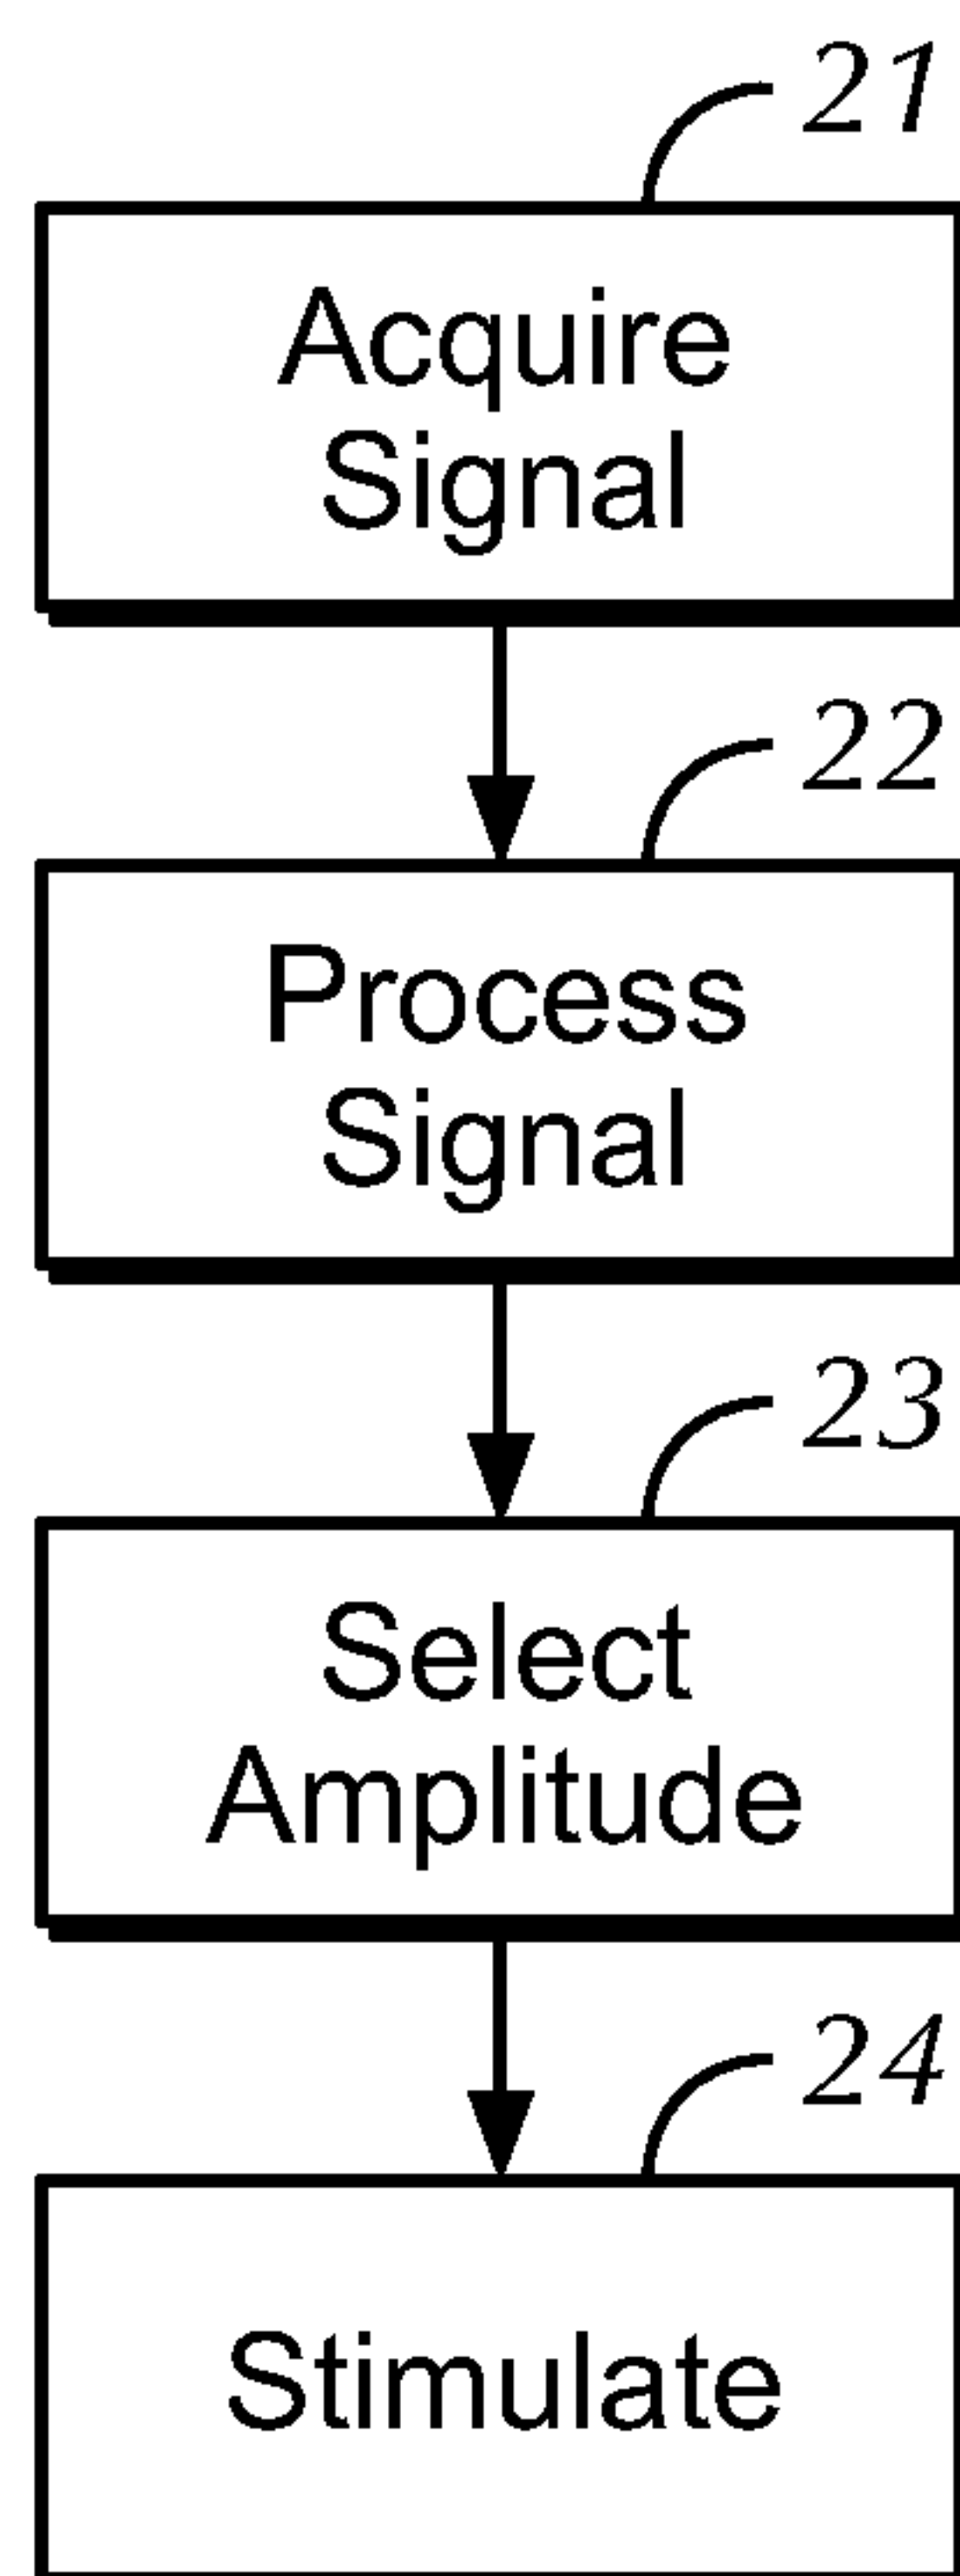 21
Acquire
Signal
22
Process
Signal
23
Select
Amplitude
24
Stimulate